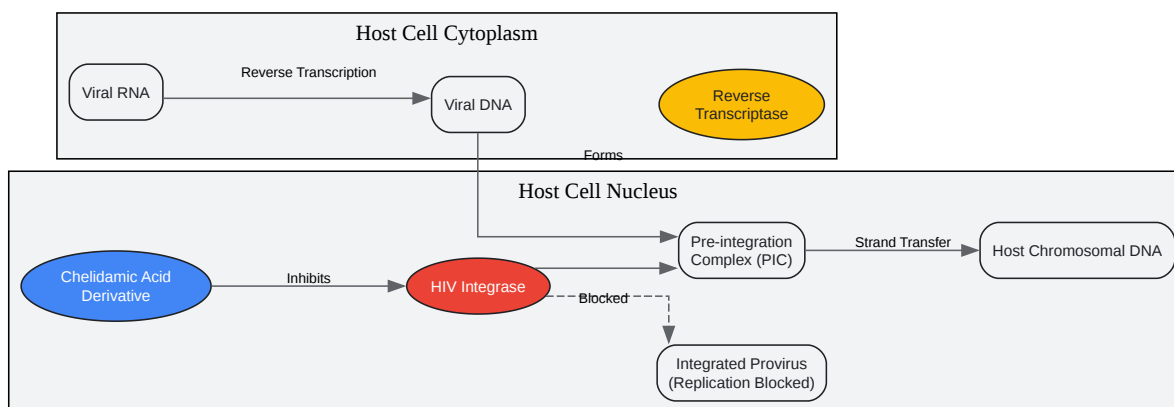 Host Cell Cytoplasm
Reverse Transcription
Viral RNA
Viral DNA
Reverse
Transcriptase
Forms
Host Cell Nucleus
Pre-integration
Complex (PIC)
Strand Transfer
Host Chromosomal DNA
Chelidamic Acid
Derivative
Inhibits
HIV Integrase
Blocked
Integrated Provirus
(Replication Blocked)